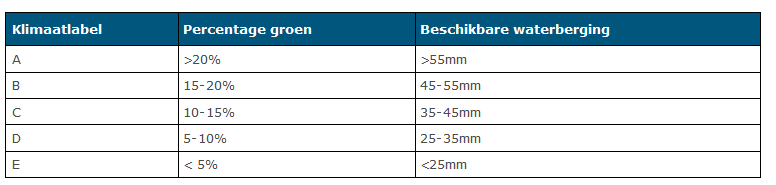 Klimaatlabel Percentage groen Beschikbare waterberging
A >20% >55mm
B 15-20% 45-55mm
C 10-15% 35-45mm
D 5-10% 25-35mm
E < 5% <25mm